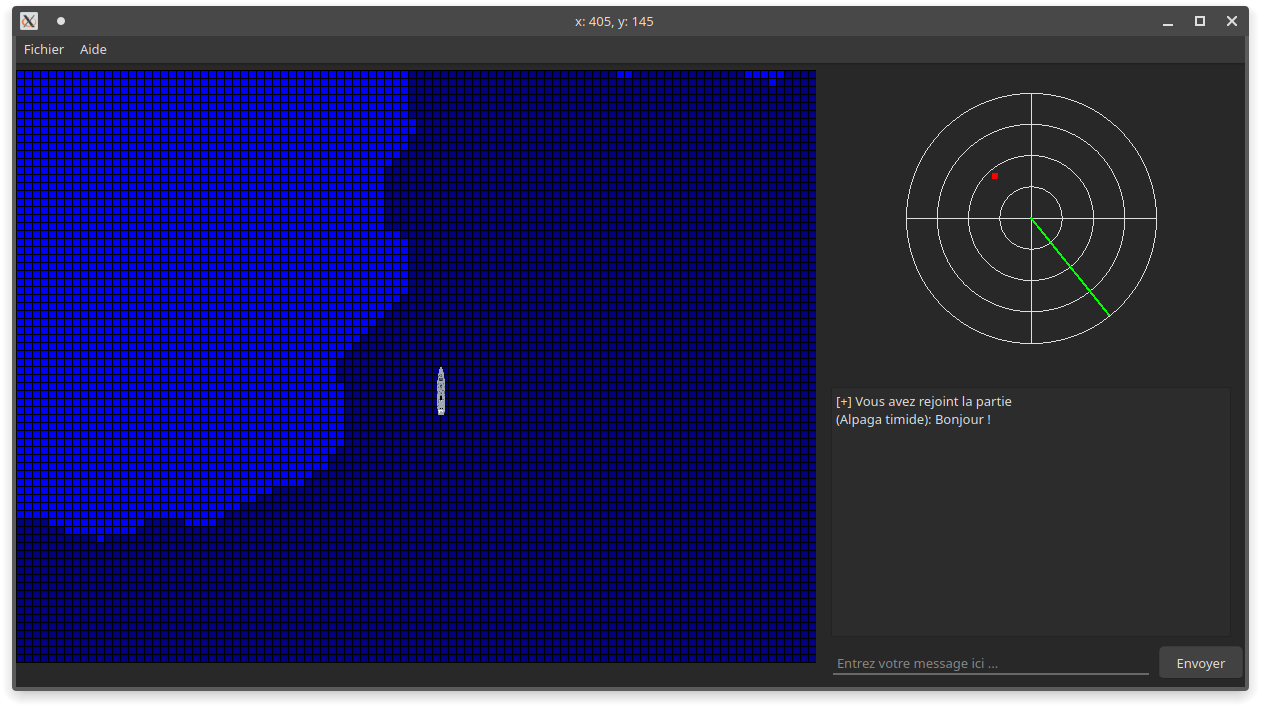 x: 405, y: 145
Fichier Aide
[+] Vous avez rejoint la partie
(Alpaga timide): Bonjour !
Entrez votre message ici ... Envoyer